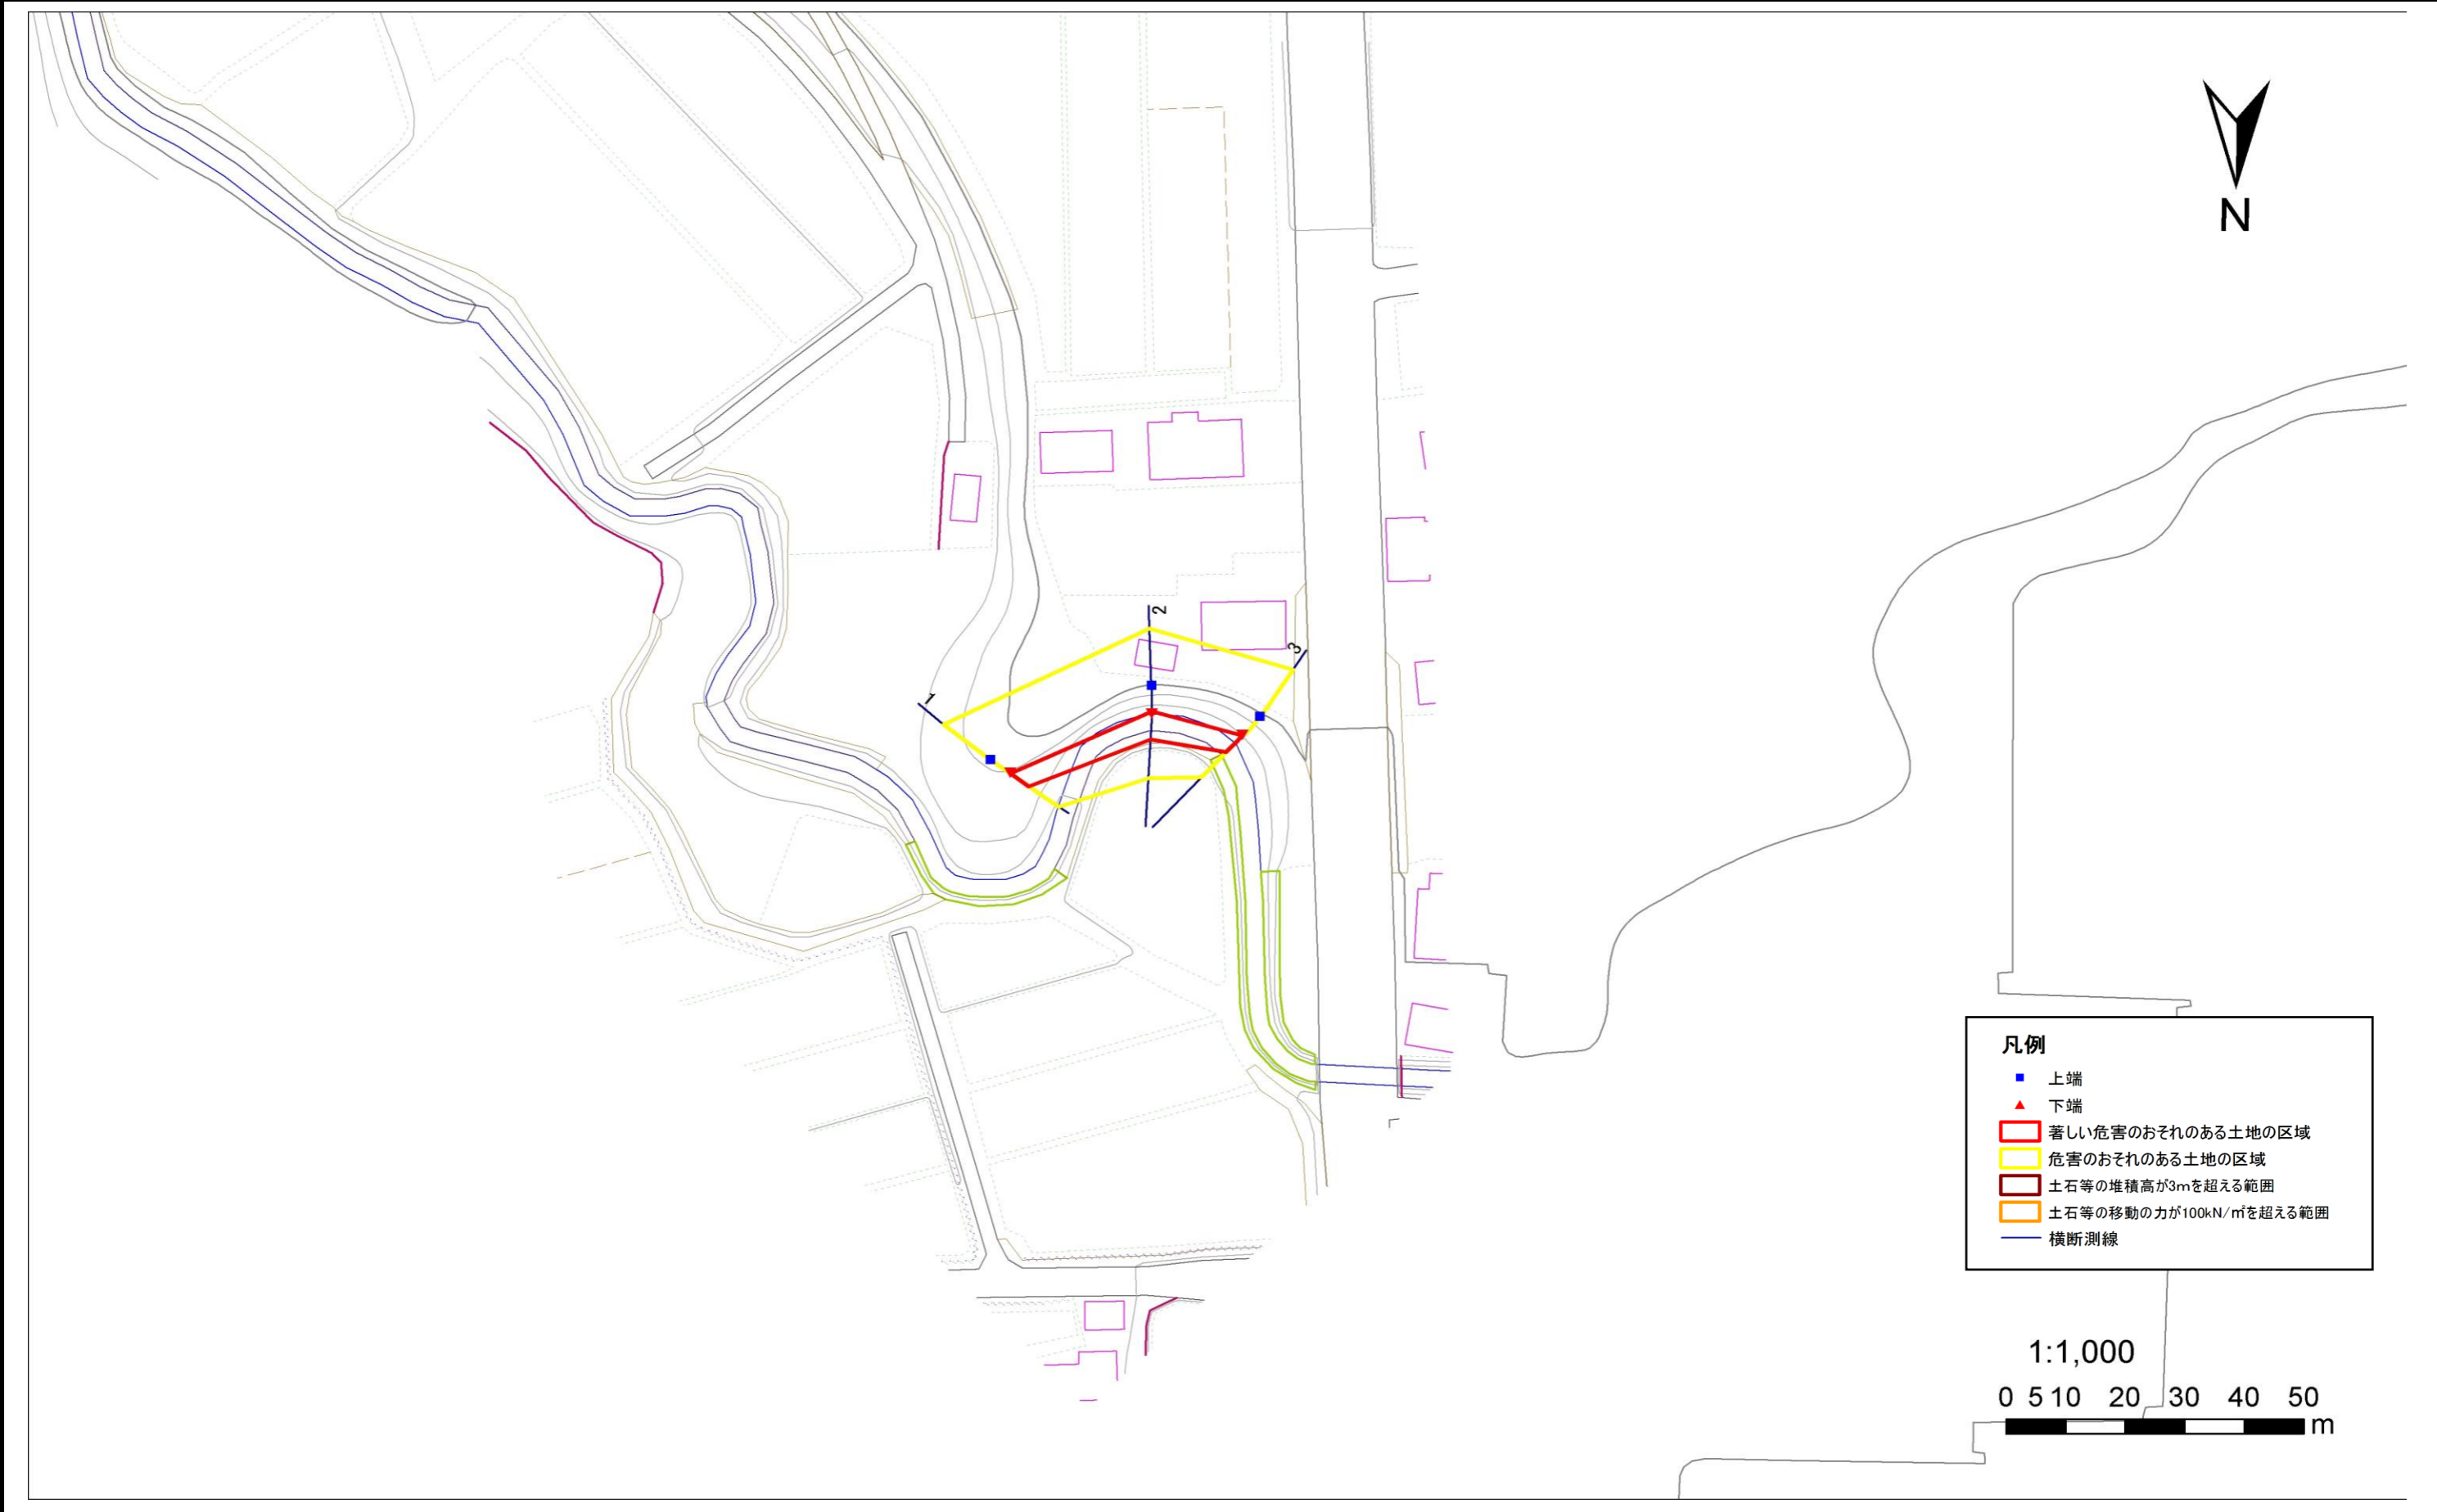 N
2
3
1
凡例
上端
下端
著しい危害のおそれのある土地の区域
危害のおそれのある土地の区域
土石等の堆積高が3mを超える範囲
土石等の移動の力が100kN/㎡を超える範囲
横断測線
1:1,000
0 5 10 20 30 40 50
m